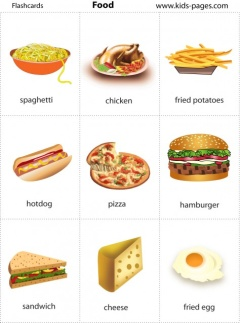 Flashcards Food www.kids-pages.com
spaghetti chicken fried potatoes
hotdog pizza hamburger
sandwich cheese fried egg